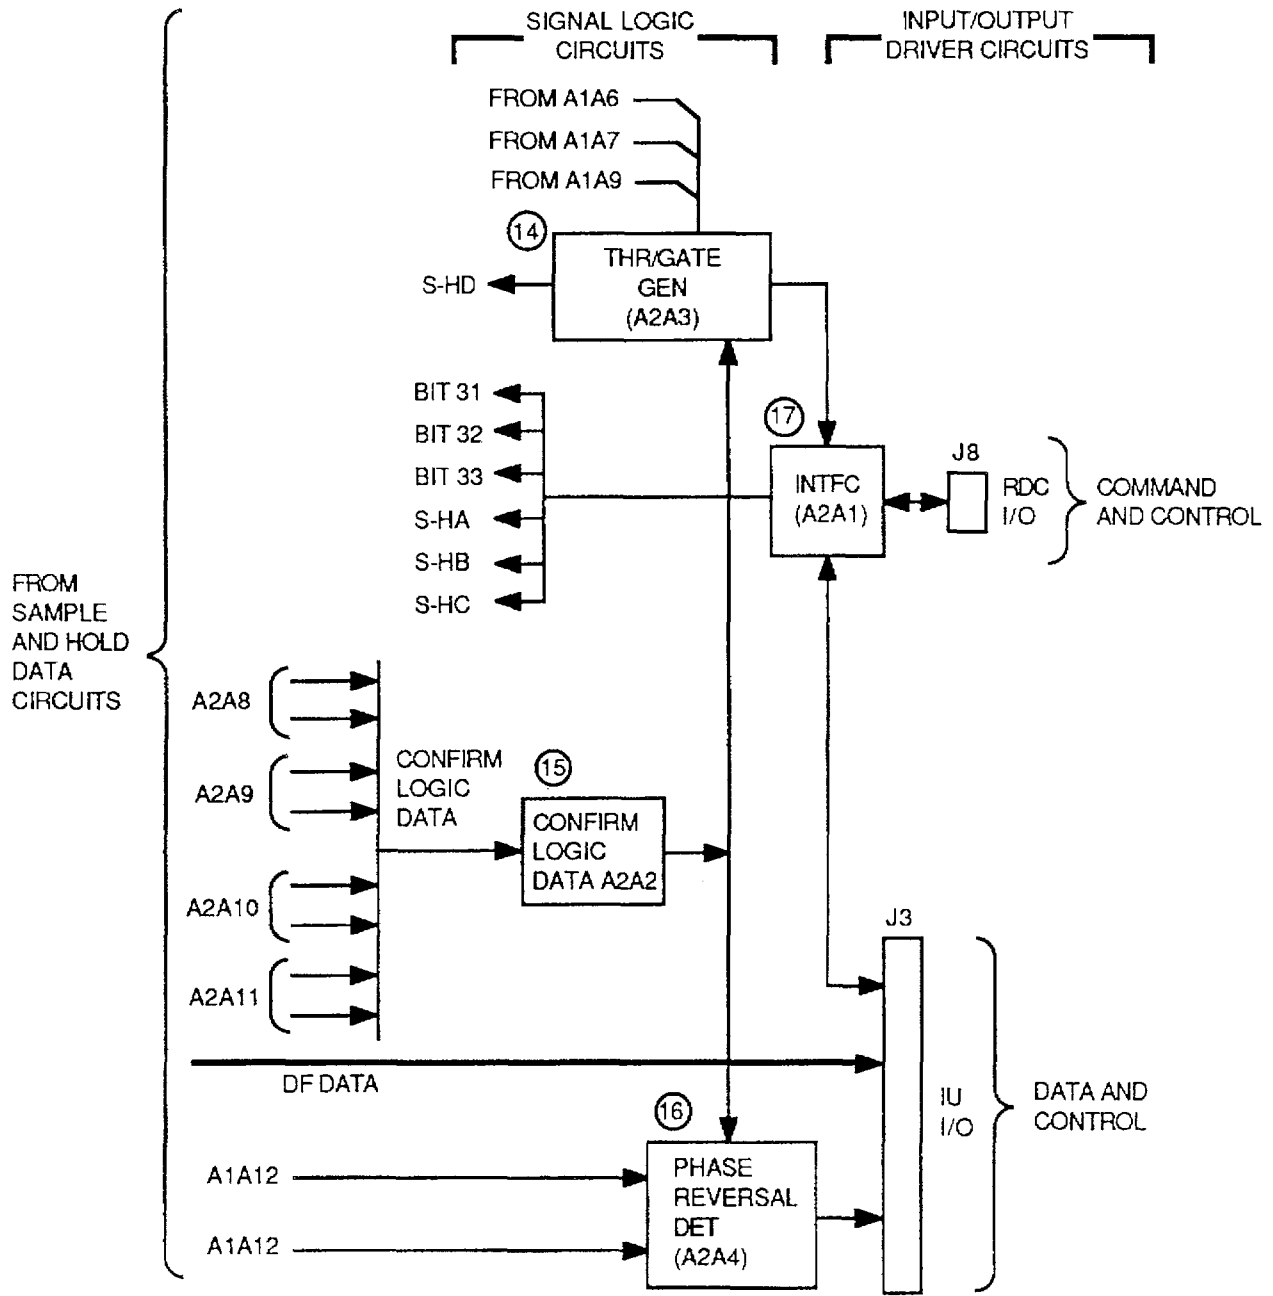 SIGNAL LOGIC
CIRCUITS
INPUT/OUTPUT
DRIVER CIRCUITS
FROM A1A6
FROM A1A7
FROM A1A9
14
THR/GATE
GEN
(A2A3)
S-HD
BIT 31
BIT 32
BIT 33
S-HA
S-HB
S-HC
17
INTFC
(A2A1)
J8
RDC
I/O
COMMAND
AND CONTROL
FROM
SAMPLE
AND HOLD
DATA
CIRCUITS
A2A8
A2A9
A2A10
A2A11
CONFIRM
LOGIC
DATA
15
CONFIRM
LOGIC
DATA A2A2
J3
DF DATA
IU
I/O
DATA AND
CONTROL
16
PHASE
REVERSAL
DET
(A2A4)
A1A12
A1A12